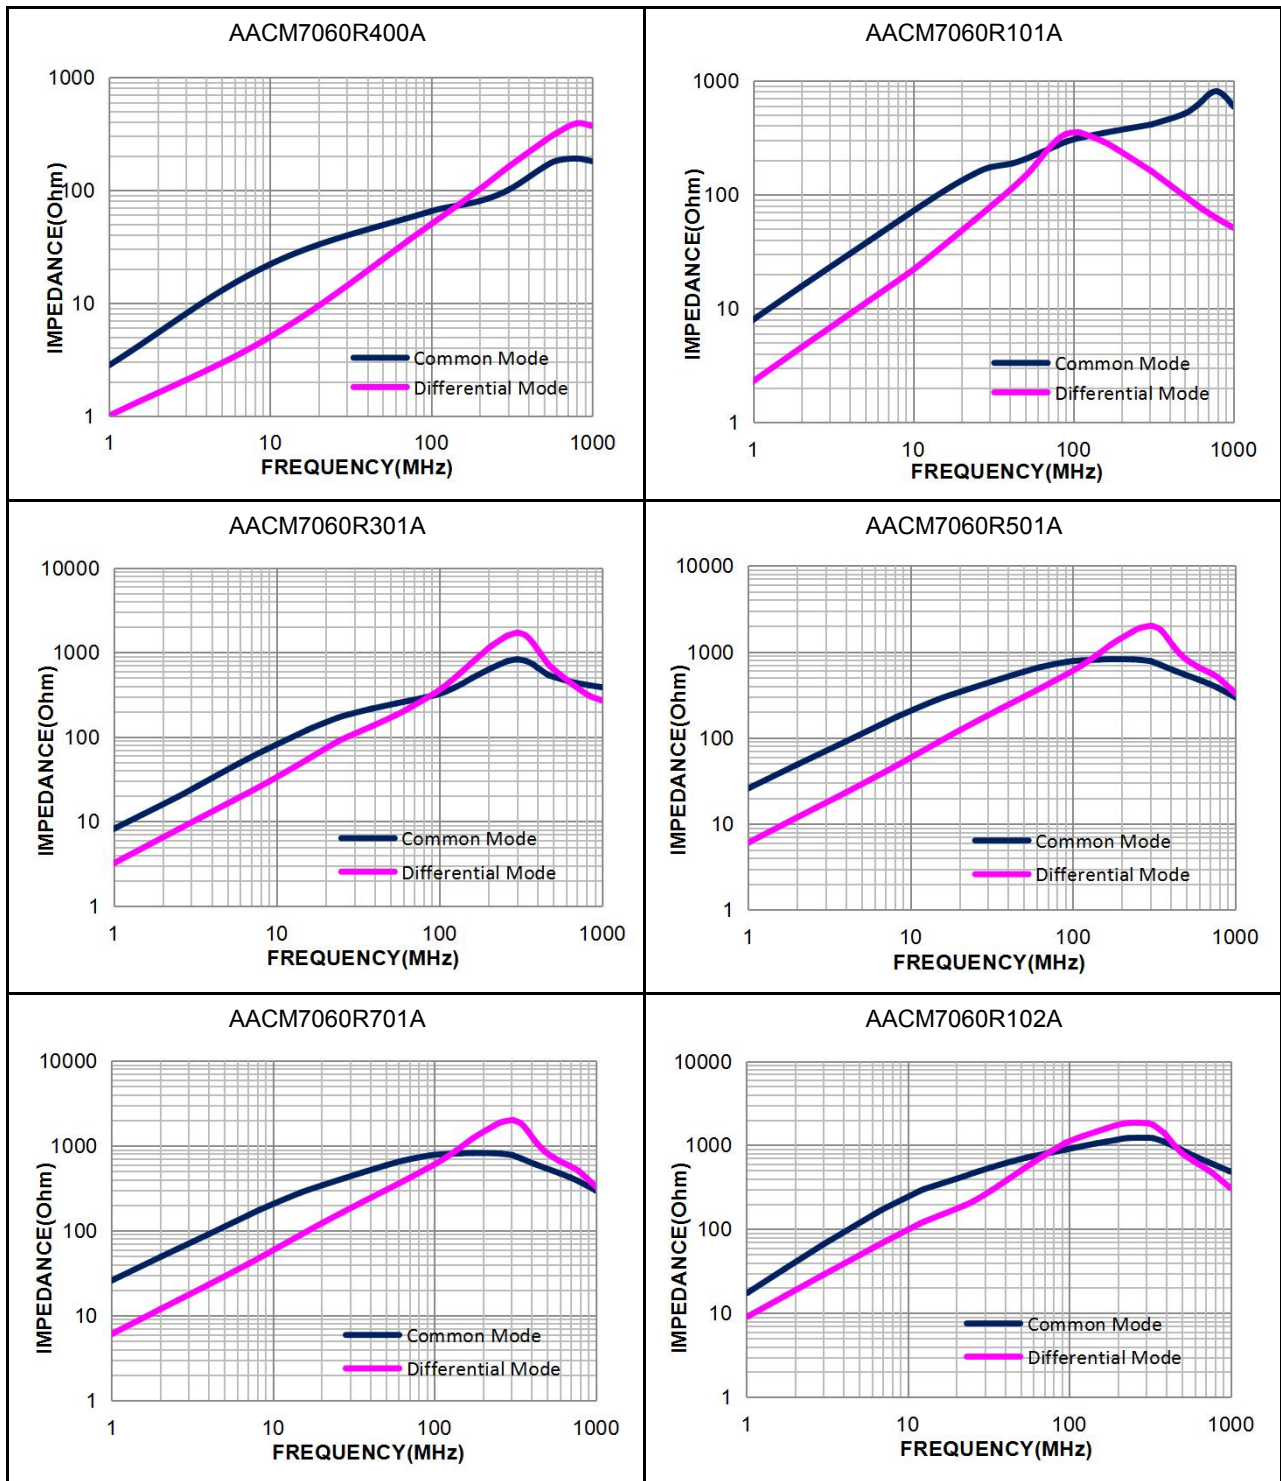 AACM7060R400A
1000
100
10
1
IMPEDANCE(Ohm)
Common Mode
Differential Mode
1 10 100 1000
FREQUENCY(MHz)
AACM7060R101A
1000
100
10
1
IMPEDANCE(Ohm)
Common Mode
Differential Mode
1 10 100 1000
FREQUENCY(MHz)
AACM7060R301A
10000
1000
100
10
1
IMPEDANCE(Ohm)
Common Mode
Differential Mode
1 10 100 1000
FREQUENCY(MHz)
AACM7060R501A
10000
1000
100
10
1
IMPEDANCE(Ohm)
Common Mode
Differential Mode
1 10 100 1000
FREQUENCY(MHz)
AACM7060R701A
10000
1000
100
10
1
IMPEDANCE(Ohm)
Common Mode
Differential Mode
1 10 100 1000
FREQUENCY(MHz)
AACM7060R102A
10000
1000
100
10
1
IMPEDANCE(Ohm)
Common Mode
Differential Mode
1 10 100 1000
FREQUENCY(MHz)